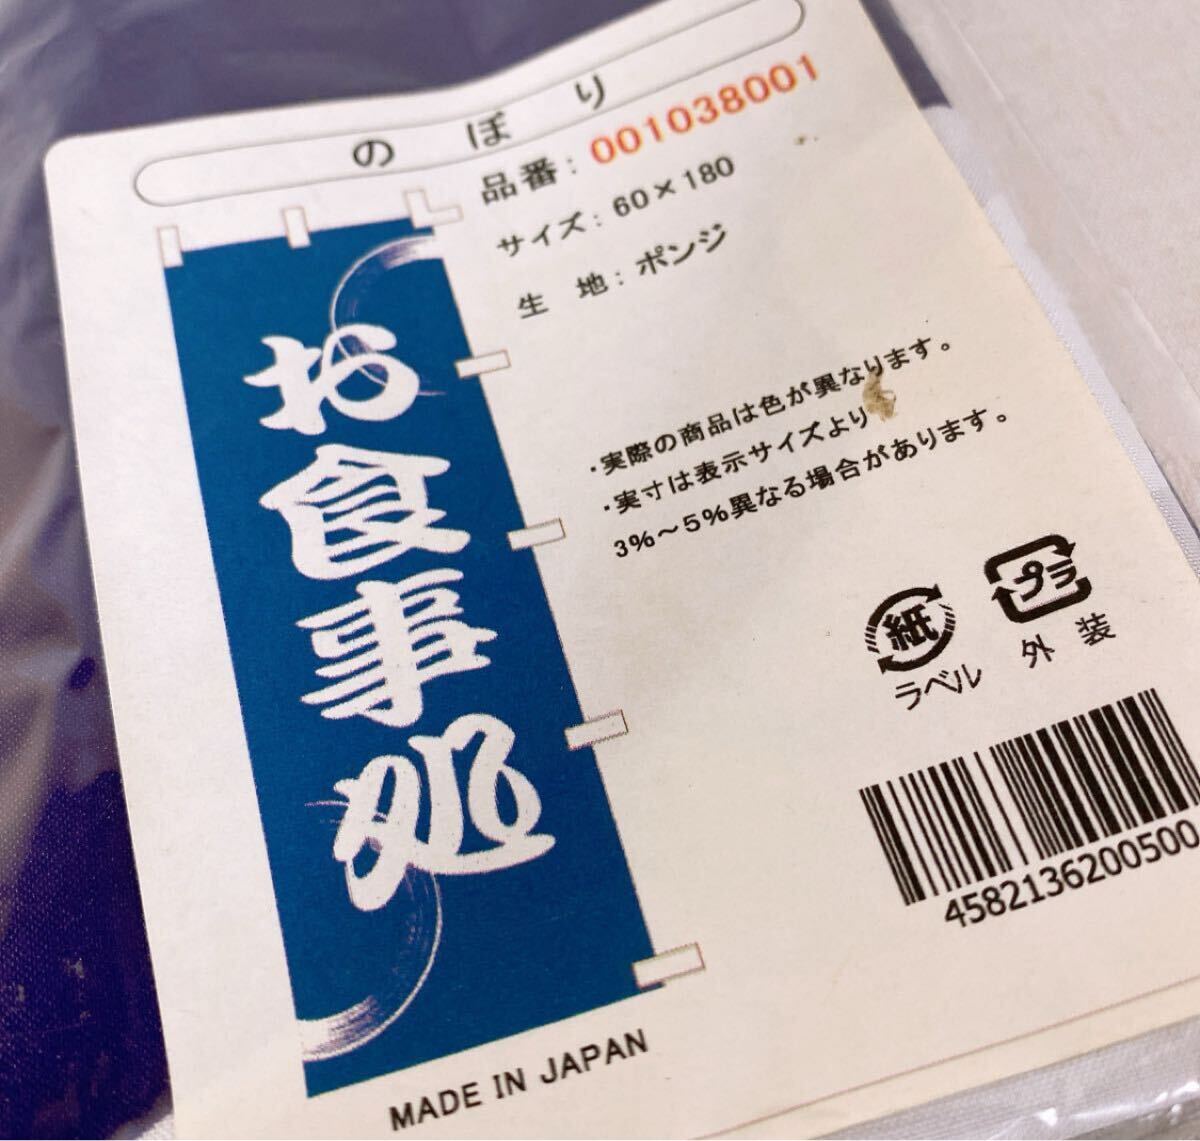 のぼり
品番：001038001
サイズ：60×180
生　地：ポンジ
お食事処
・実際の商品は色が異なります。
・実寸は表示サイズより
3%～5%異なる場合があります。
紙
ラベル
プラ
外　装
4582136200500
MADE IN JAPAN